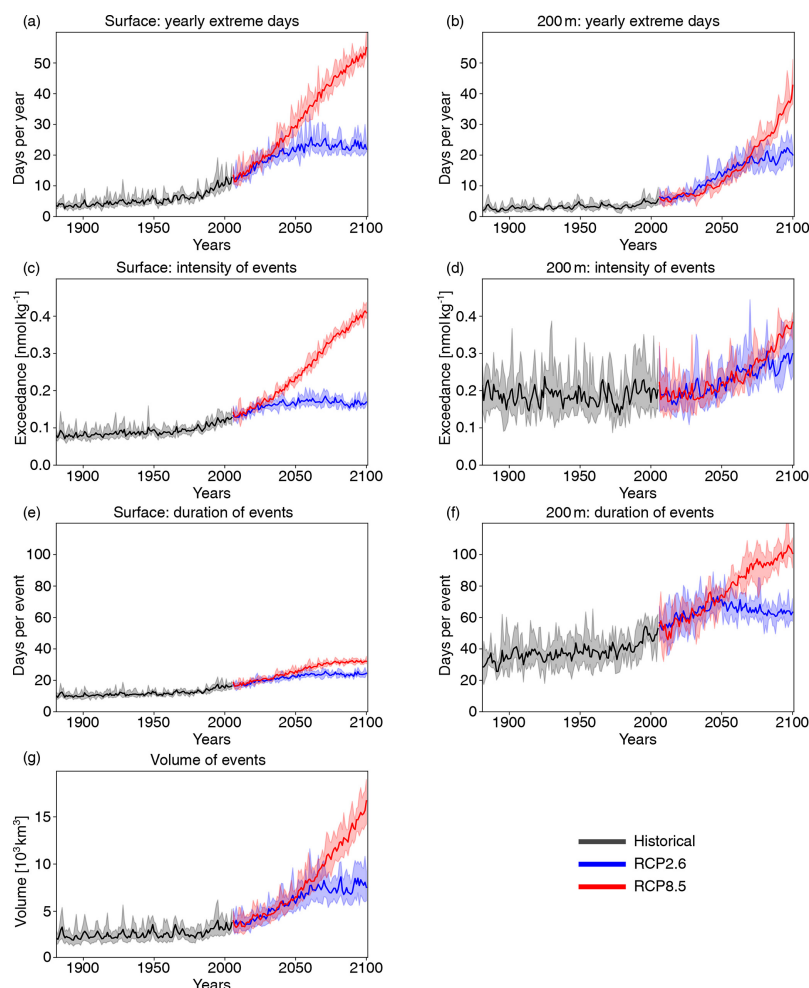 (a) Surface: yearly extreme days
Days per year
50
40
30
20
10
0
1900 1950 2000 2050 2100
Years
(b) 200 m: yearly extreme days
Days per year
50
40
30
20
10
0
1900 1950 2000 2050 2100
Years
(c) Surface: intensity of events
Exceedance [nmol kg⁻¹]
0.4
0.3
0.2
0.1
0.0
1900 1950 2000 2050 2100
Years
(d) 200 m: intensity of events
Exceedance [nmol kg⁻¹]
0.4
0.3
0.2
0.1
0.0
1900 1950 2000 2050 2100
Years
(e) Surface: duration of events
Days per event
100
80
60
40
20
0
1900 1950 2000 2050 2100
Years
(f) 200 m: duration of events
Days per event
100
80
60
40
20
0
1900 1950 2000 2050 2100
Years
(g) Volume of events
Volume [10³ km³]
15
10
5
0
1900 1950 2000 2050 2100
Years
Historical
RCP2.6
RCP8.5